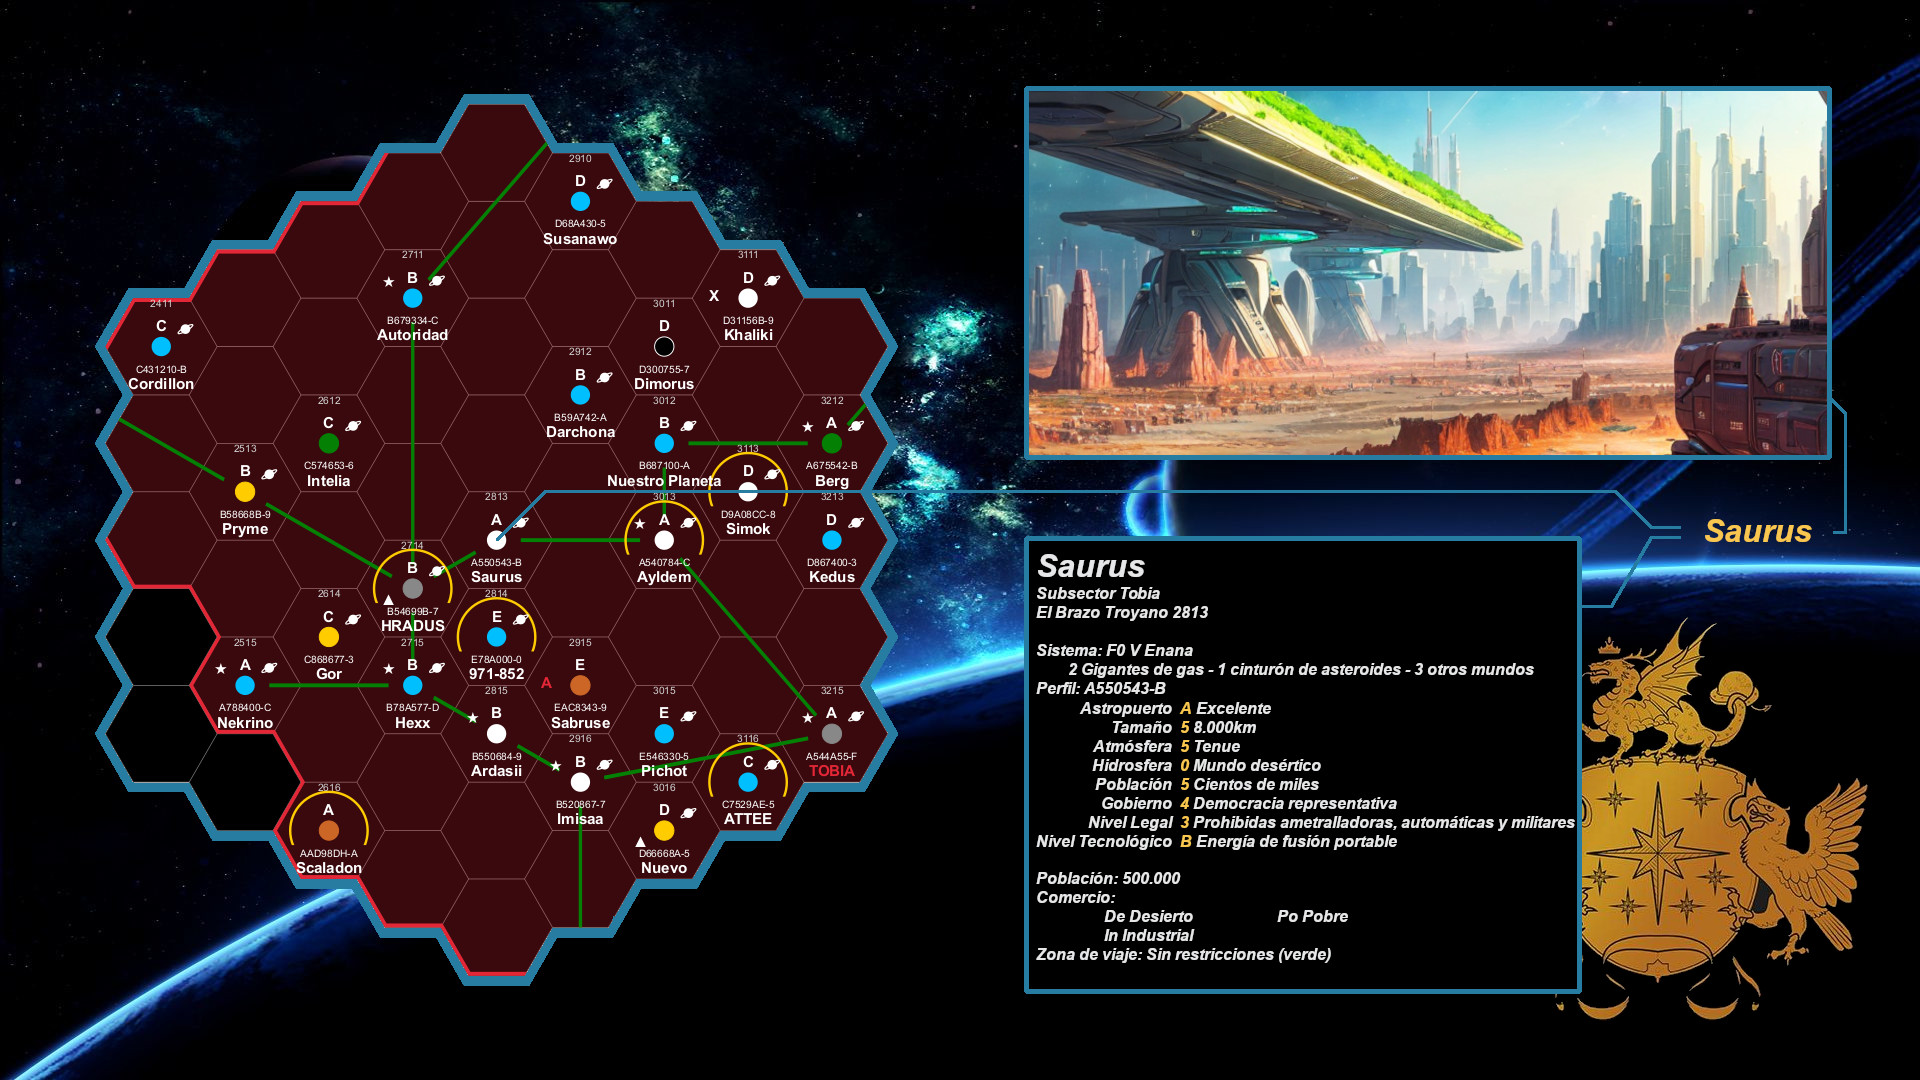 2910
D
D68A430-5
Susanawo
2711
B
B679334-C
Autoridad
3111
X D
D31156B-9
Khaliki
2411
C
C431210-B
Cordillon
3011
D
D300755-7
Dimorus
2912
B
B59A742-A
Darchona
2612
C
C574653-6
Intelia
3012
B
B687100-A
Nuestro Planeta
3212
A
A675542-B
Berg
2513
B
B58668B-9
Pryme
3113
D
D9A08CC-8
Simok
2813
A
A550543-B
Saurus
3013
A
A540784-C
Ayldem
3213
D
D867400-3
Kedus
2714
B
B54699B-7
HRADUS
2614
C
C868677-3
Gor
2814
E
E78A000-0
971-852
2515
A
A788400-C
Nekrino
2715
B
B78A577-D
Hexx
2915
E
A
EAC8343-9
Sabruse
2815
B
B550684-9
Ardasii
3015
E
E546330-5
Pichot
3215
A
A544A55-F
TOBIA
2916
B
B520867-7
Imisaa
3116
C
C7529AE-5
ATTEE
2616
A
AAD98DH-A
Scaladon
3016
D
D66668A-5
Nuevo
Saurus
Saurus
Subsector Tobia
El Brazo Troyano 2813
Sistema: F0 V Enana
2 Gigantes de gas - 1 cinturón de asteroides - 3 otros mundos
Perfil: A550543-B
Astropuerto A Excelente
Tamaño 5 8.000km
Atmósfera 5 Tenue
Hidrosfera 0 Mundo desértico
Población 5 Cientos de miles
Gobierno 4 Democracia representativa
Nivel Legal 3 Prohibidas ametralladoras, automáticas y militares
Nivel Tecnológico B Energía de fusión portable
Población: 500.000
Comercio:
De Desierto Po Pobre
In Industrial
Zona de viaje: Sin restricciones (verde)